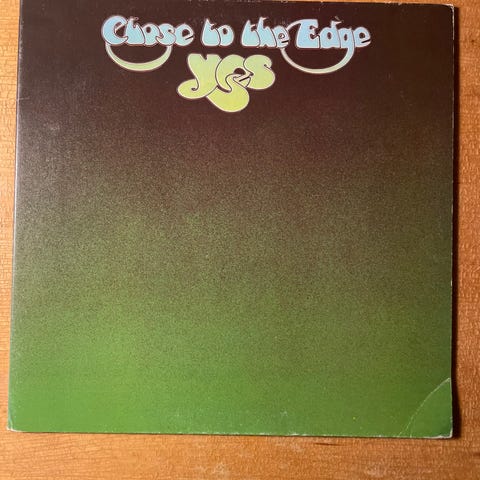 Close to the Edge
Yes